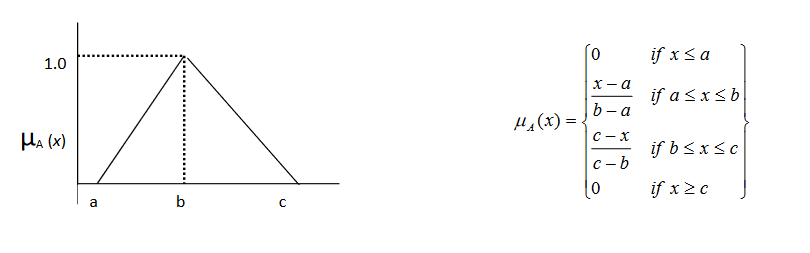 1.0
μA (x)
a b c
μA(x) = {0 if x ≤ a
x − a / b − a if a ≤ x ≤ b
c − x / c − b if b ≤ x ≤ c
0 if x ≥ c}